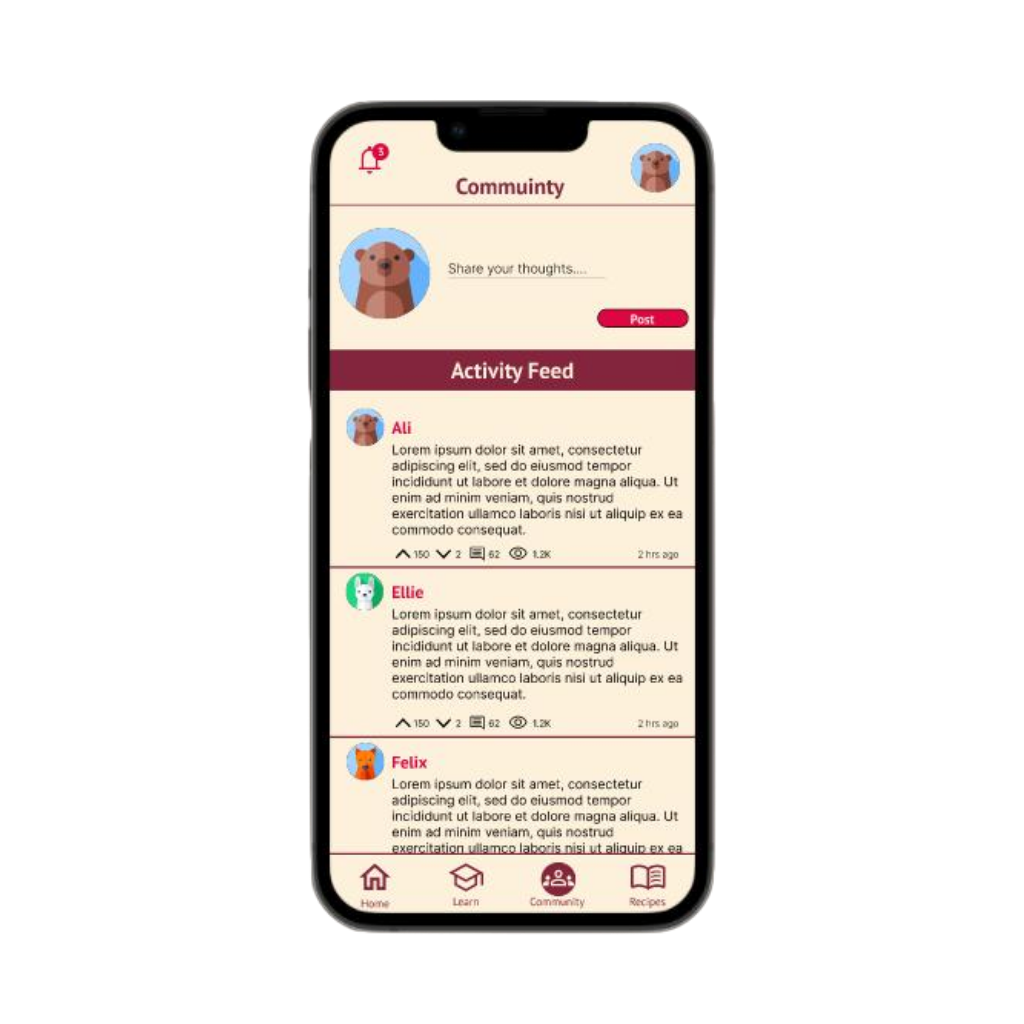 3
Commuinty
Share your thoughts....
Post
Activity Feed
Ali
Lorem ipsum dolor sit amet, consectetur
adipiscing elit, sed do eiusmod tempor
incididunt ut labore et dolore magna aliqua. Ut
enim ad minim veniam, quis nostrud
exercitation ullamco laboris nisi ut aliquip ex ea
commodo consequat.
150 2 62 1.2K 2 hrs ago
Ellie
Lorem ipsum dolor sit amet, consectetur
adipiscing elit, sed do eiusmod tempor
incididunt ut labore et dolore magna aliqua. Ut
enim ad minim veniam, quis nostrud
exercitation ullamco laboris nisi ut aliquip ex ea
commodo consequat.
150 2 62 1.2K 2 hrs ago
Felix
Lorem ipsum dolor sit amet, consectetur
adipiscing elit, sed do eiusmod tempor
incididunt ut labore et dolore magna aliqua. Ut
enim ad minim veniam, quis nostrud
exercitation ullamco laboris nisi ut aliquip ex ea
Home Learn Community Recipes